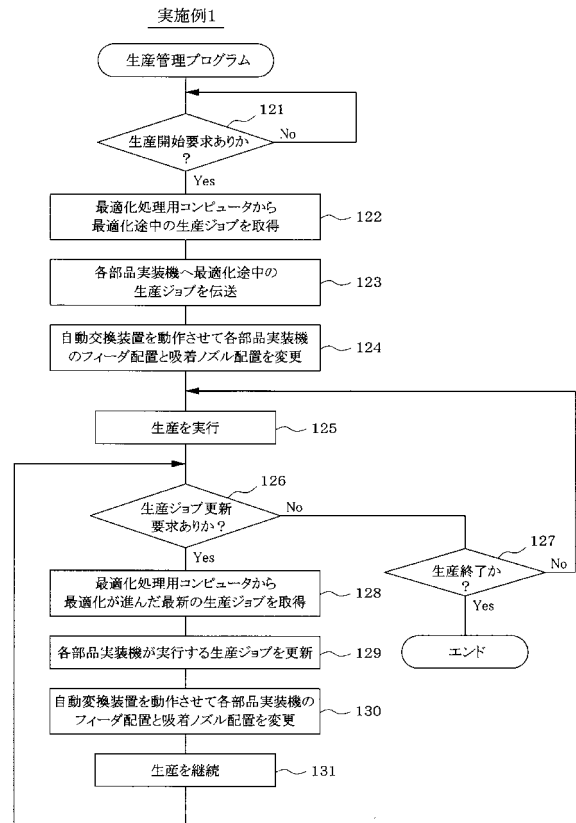 実施例1
生産管理プログラム
121
生産開始要求ありか
?
No
Yes
最適化処理用コンピュータから
最適化途中の生産ジョブを取得
122
各部品実装機へ最適化途中の
生産ジョブを伝送
123
自動交換装置を動作させて各部品実装機
のフィーダ配置と吸着ノズル配置を変更
124
生産を実行
125
126
生産ジョブ更新
要求ありか?
No
Yes
127
生産終了か
?
No
Yes
エンド
最適化処理用コンピュータから
最適化が進んだ最新の生産ジョブを取得
128
各部品実装機が実行する生産ジョブを更新
129
自動変換装置を動作させて各部品実装機の
フィーダ配置と吸着ノズル配置を変更
130
生産を継続
131